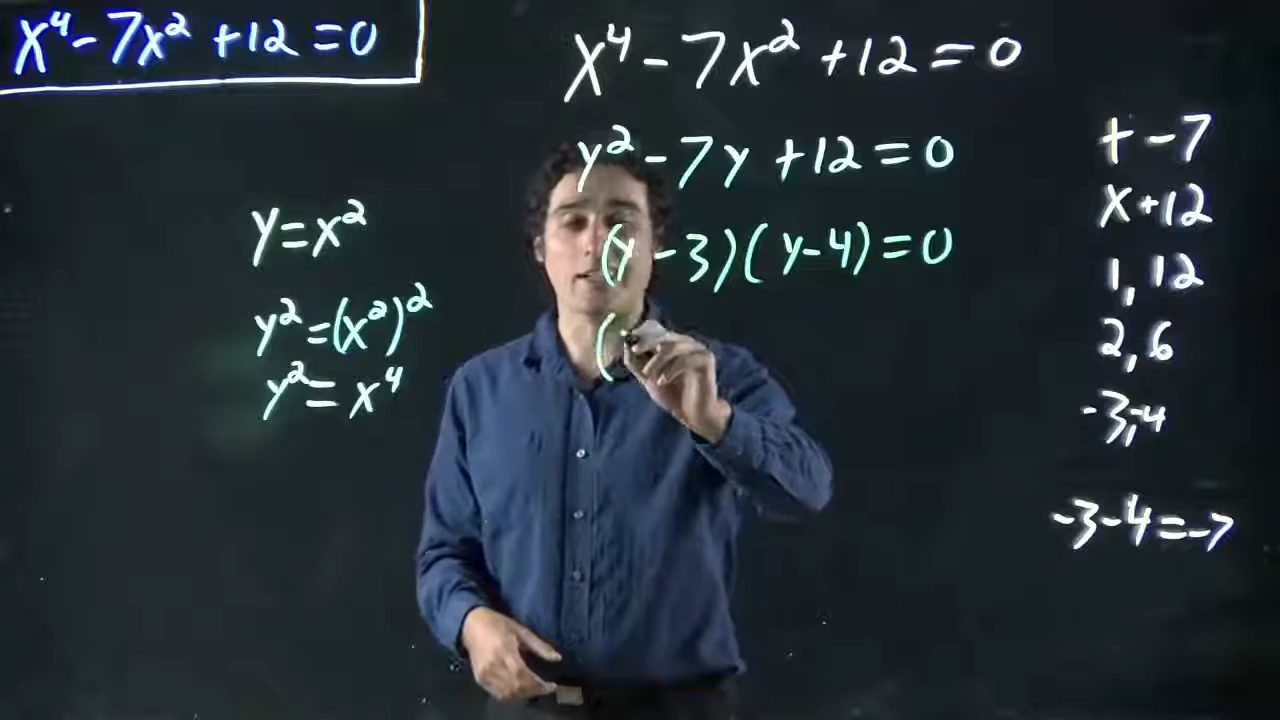 x⁴ - 7x² + 12 = 0
x⁴ - 7x² + 12 = 0
y² - 7y + 12 = 0
(y - 3)(y - 4) = 0
(
y = x²
y² = (x²)²
y² = x⁴
+ -7
x +12
1, 12
2, 6
-3, -4
-3 - 4 = -7